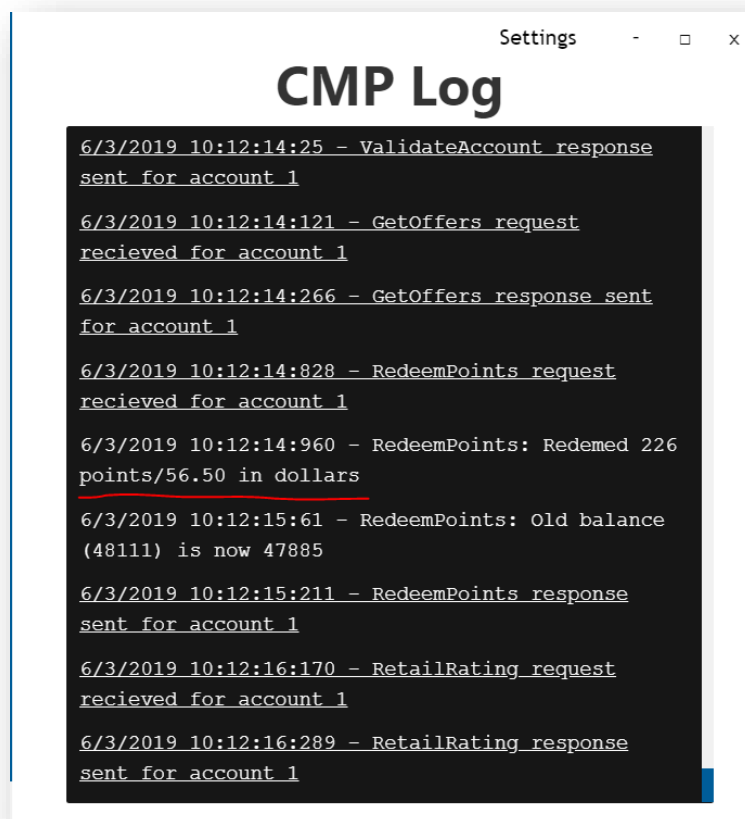 Settings - □ x
CMP Log
6/3/2019 10:12:14:25 – ValidateAccount response
sent for account 1
6/3/2019 10:12:14:121 – GetOffers request
recieved for account 1
6/3/2019 10:12:14:266 – GetOffers response sent
for account 1
6/3/2019 10:12:14:828 – RedeemPoints request
recieved for account 1
6/3/2019 10:12:14:960 – RedeemPoints: Redemed 226
points/56.50 in dollars
6/3/2019 10:12:15:61 – RedeemPoints: Old balance
(48111) is now 47885
6/3/2019 10:12:15:211 – RedeemPoints response
sent for account 1
6/3/2019 10:12:16:170 – RetailRating request
recieved for account 1
6/3/2019 10:12:16:289 – RetailRating response
sent for account 1